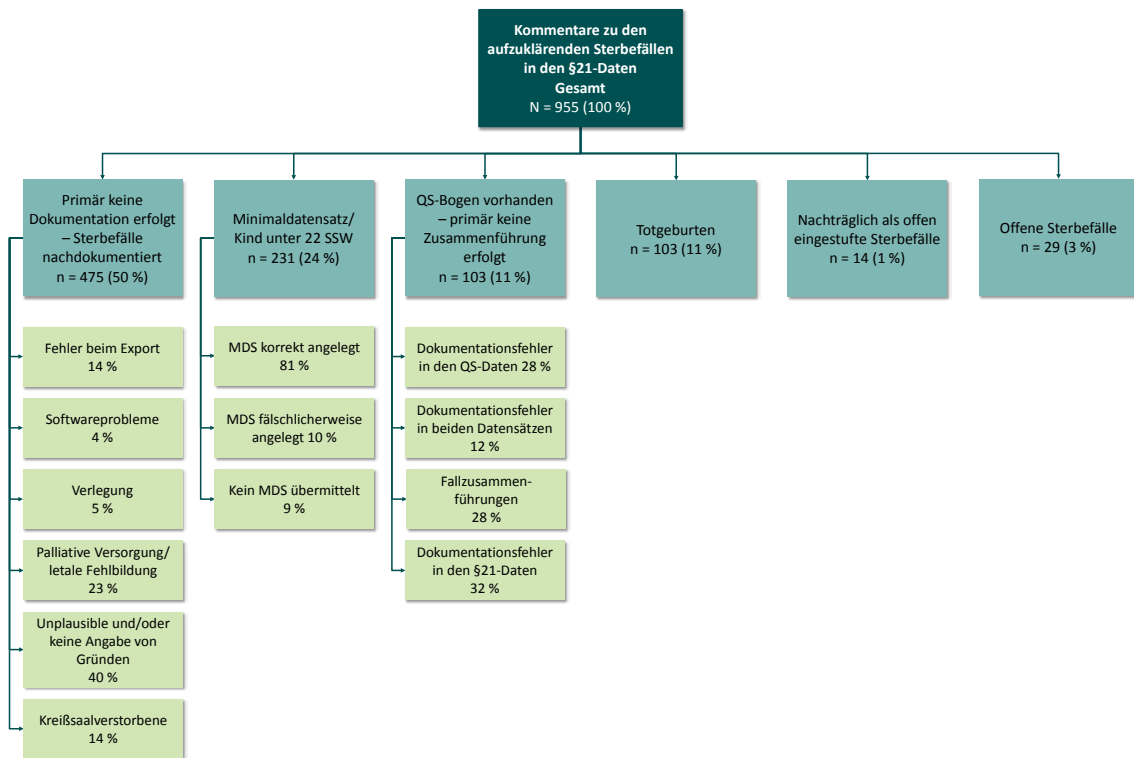 Kommentare zu den
aufzuklärenden Sterbefällen
in den §21-Daten
Gesamt
N = 955 (100 %)
Primär keine
Dokumentation erfolgt
– Sterbefälle
nachdokumentiert
n = 475 (50 %)
Minimaldatensatz/
Kind unter 22 SSW
n = 231 (24 %)
QS-Bogen vorhanden
– primär keine
Zusammenführung
erfolgt
n = 103 (11 %)
Totgeburten
n = 103 (11 %)
Nachträglich als offen
eingestufte Sterbefälle
n = 14 (1 %)
Offene Sterbefälle
n = 29 (3 %)
Fehler beim Export
14 %
Softwareprobleme
4 %
Verlegung
5 %
Palliative Versorgung/
letale Fehlbildung
23 %
Unplausible und/oder
keine Angabe von
Gründen
40 %
Kreißsaalverstorbene
14 %
MDS korrekt angelegt
81 %
MDS fälschlicherweise
angelegt 10 %
Kein MDS übermittelt
9 %
Dokumentationsfehler
in den QS-Daten 28 %
Dokumentationsfehler
in beiden Datensätzen
12 %
Fallzusammen-
führungen
28 %
Dokumentationsfehler
in den §21-Daten
32 %